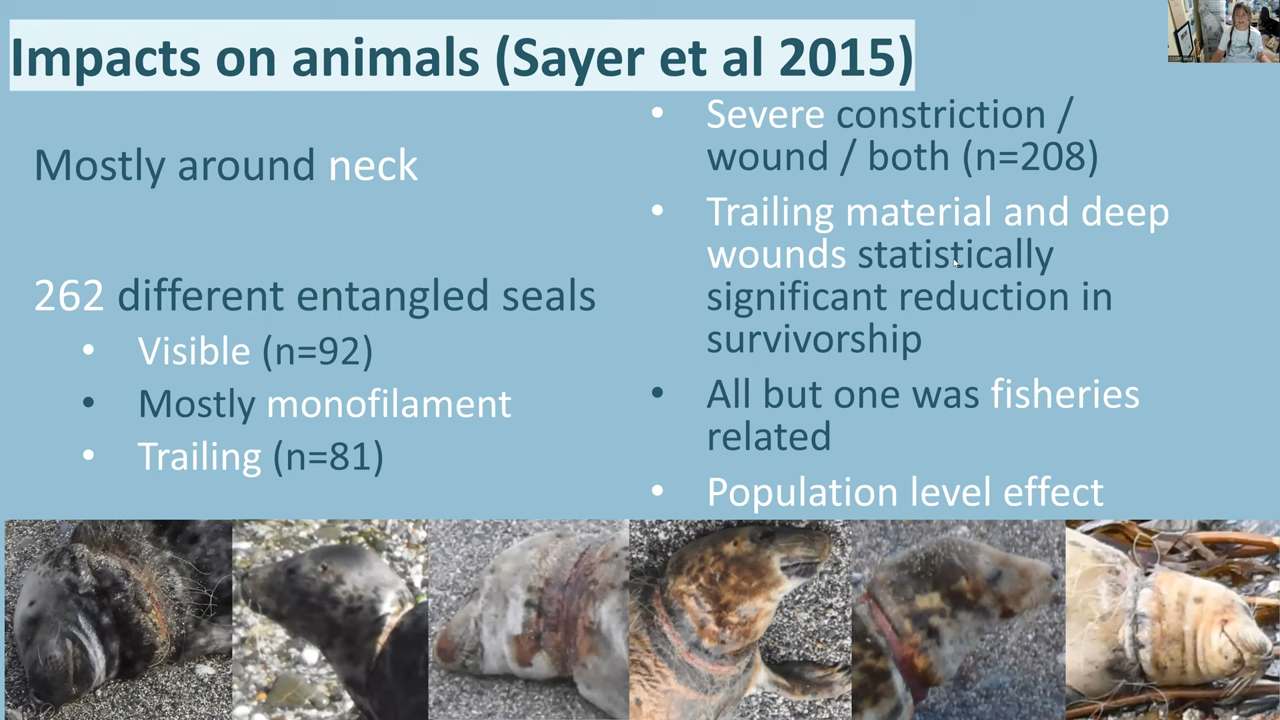 Impacts on animals (Sayer et al 2015)
Mostly around neck
262 different entangled seals
• Visible (n=92)
• Mostly monofilament
• Trailing (n=81)
• Severe constriction /
wound / both (n=208)
• Trailing material and deep
wounds statistically
significant reduction in
survivorship
• All but one was fisheries
related
• Population level effect